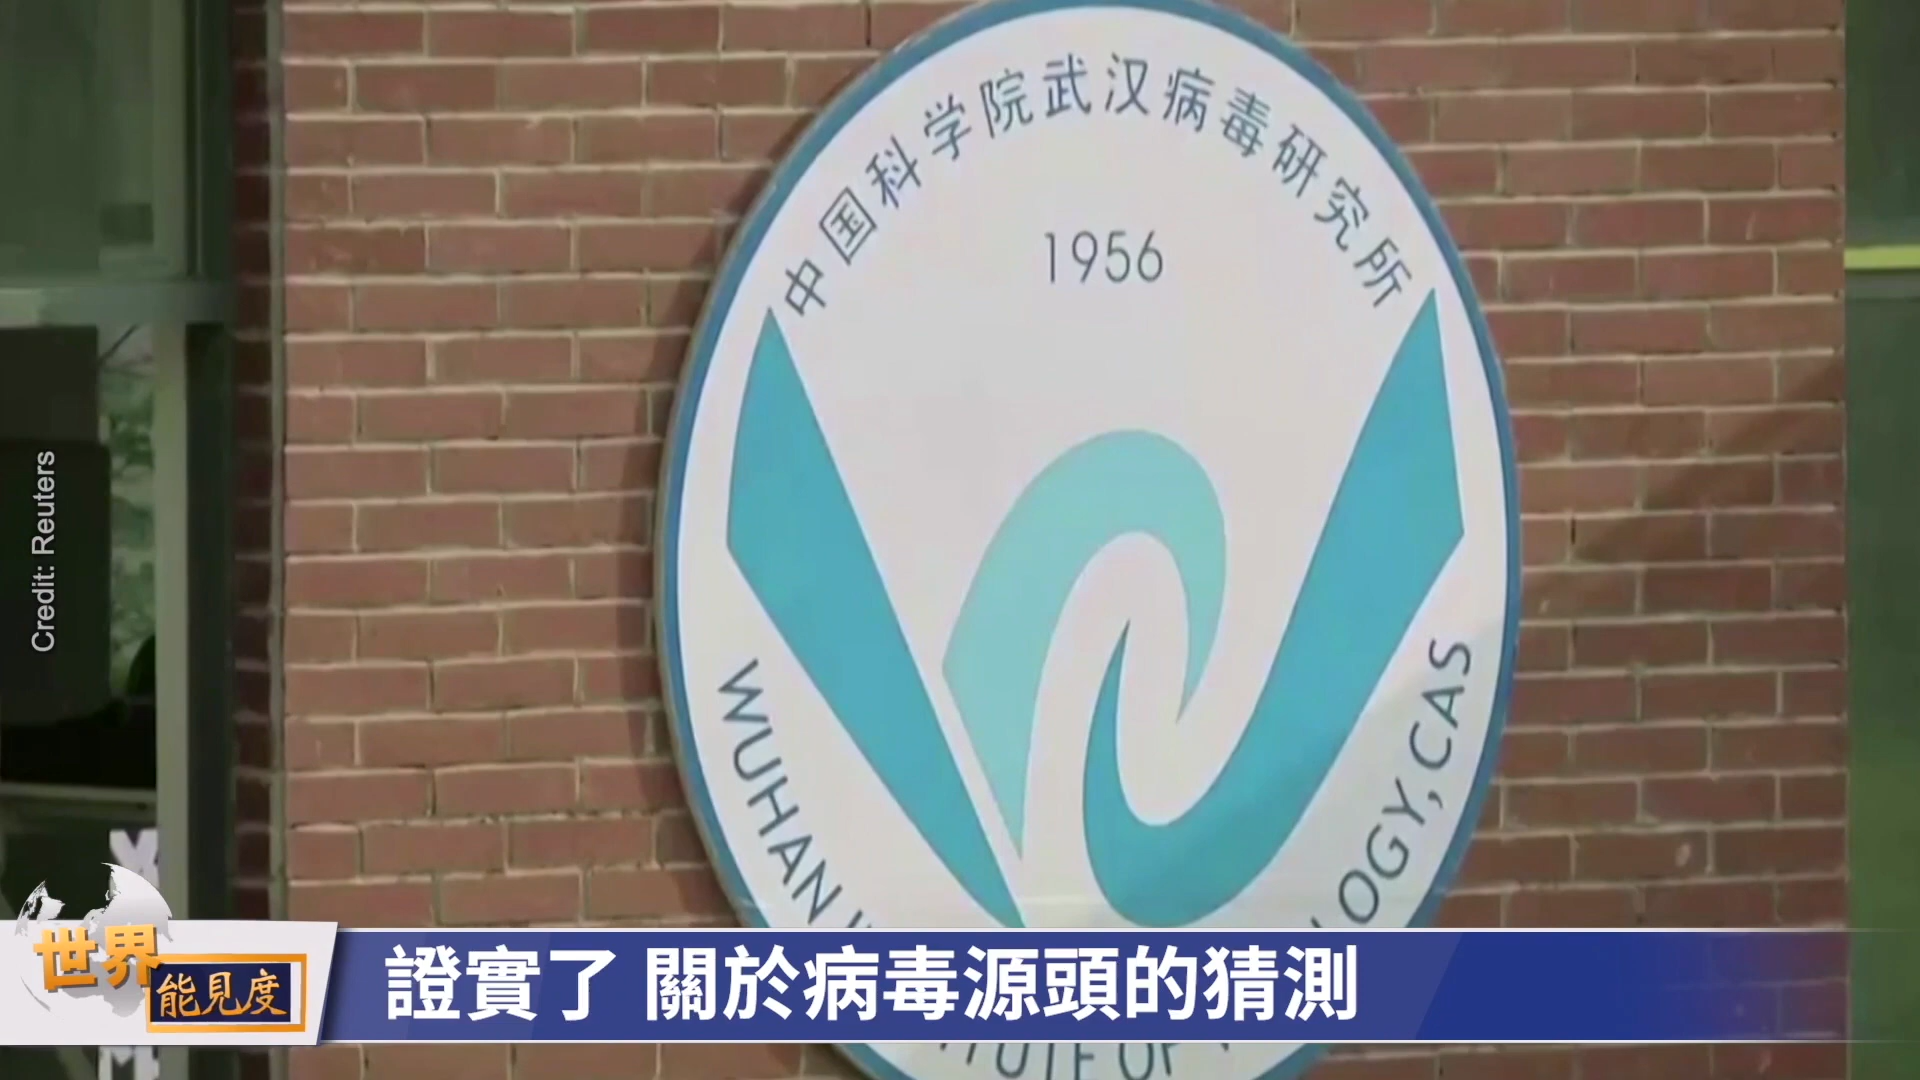 中国科学院武汉病毒研究所
1956
WUHAN
OGY, CAS
Credit: Reuters
世界
能見度
證實了 關於病毒源頭的猜測